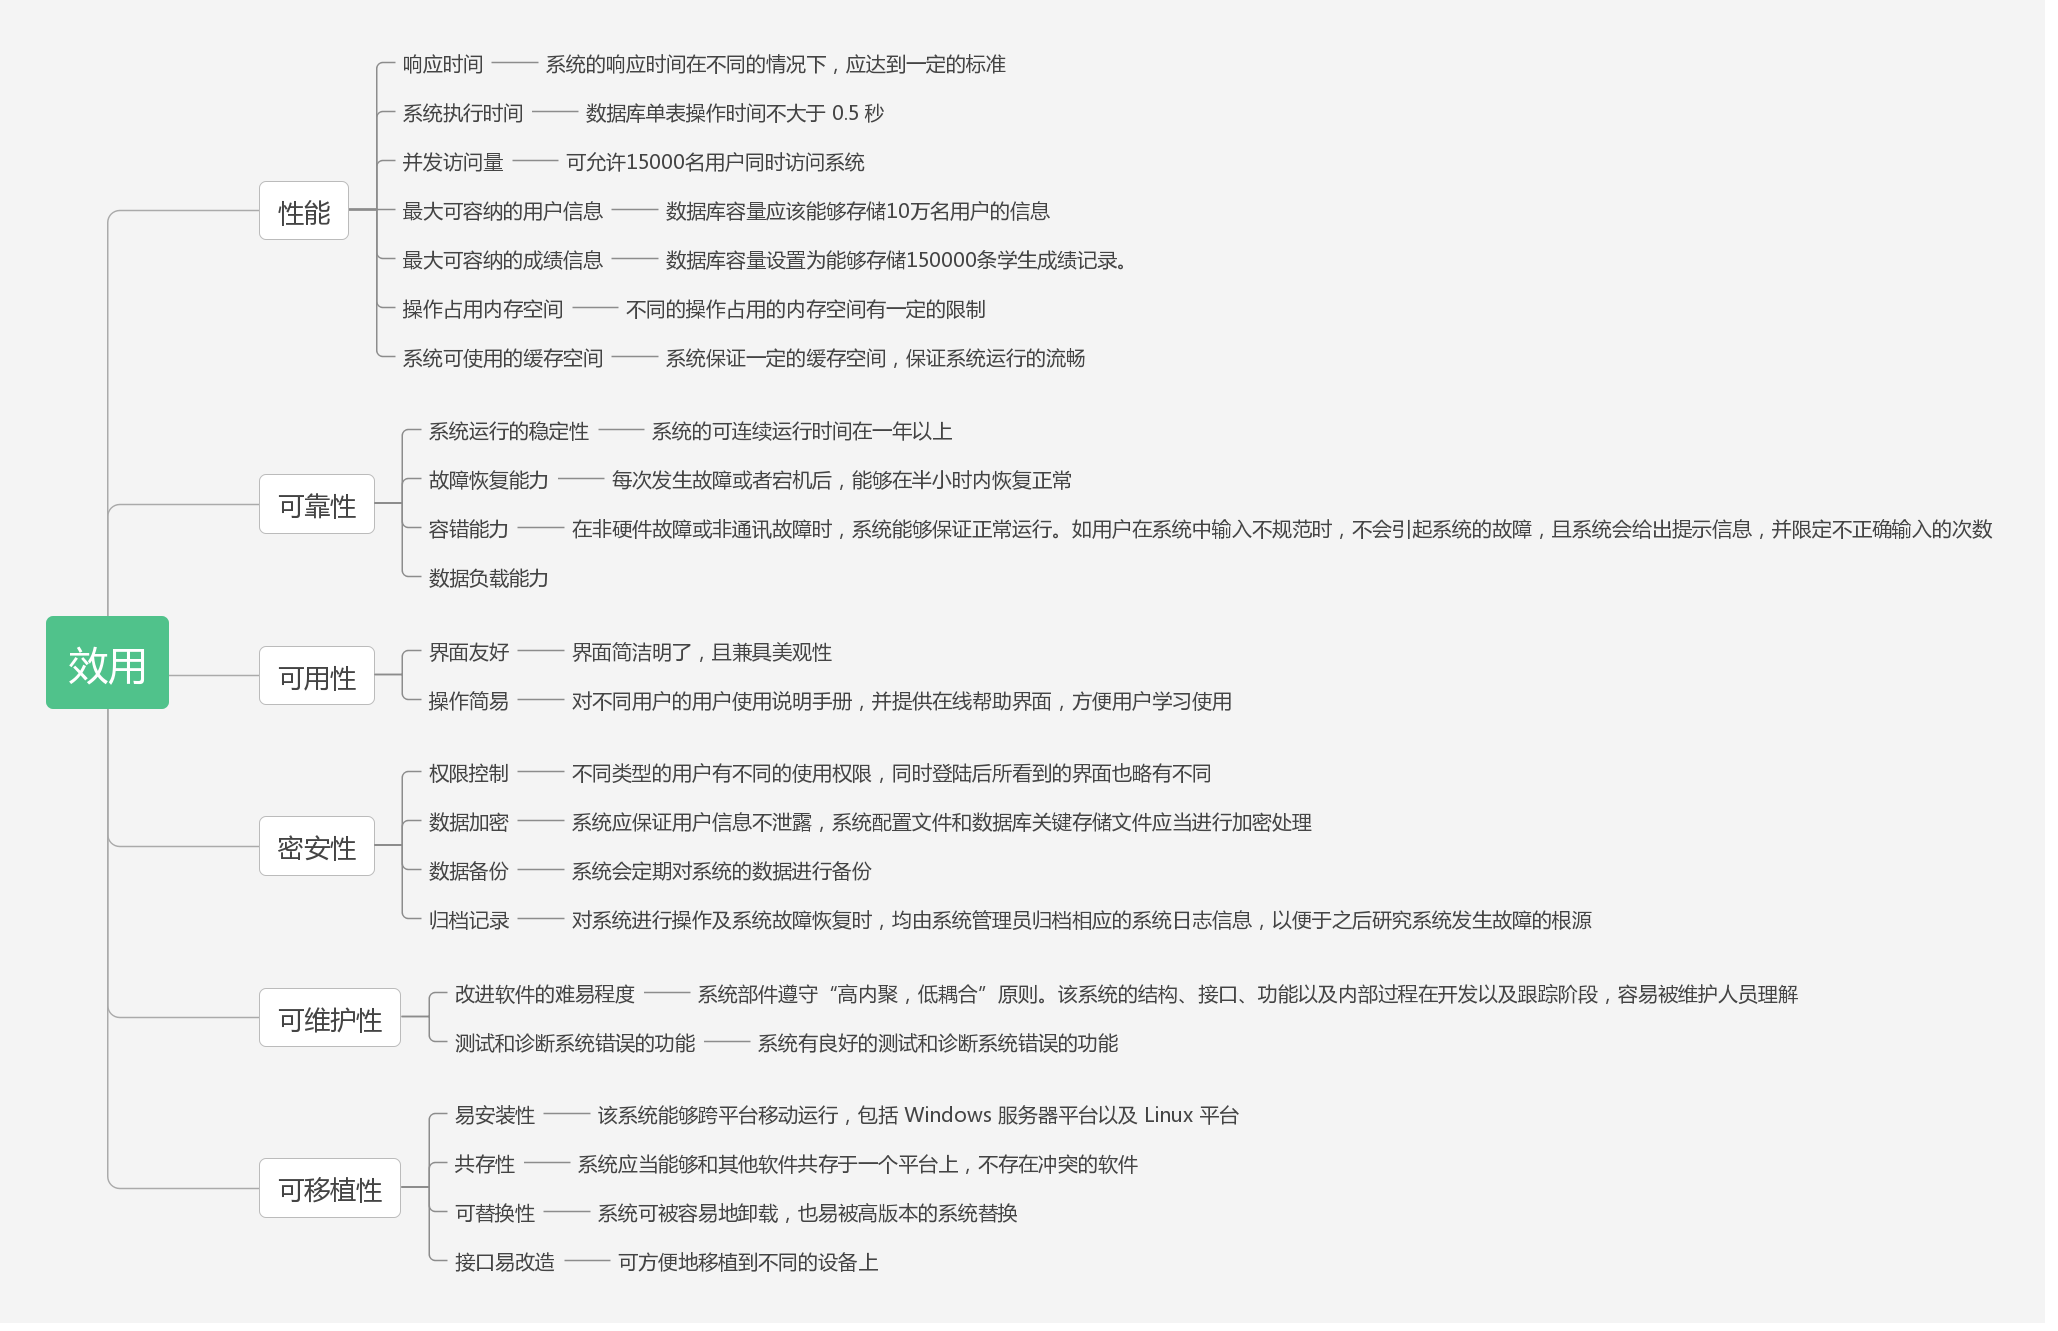 效用
性能
响应时间 系统的响应时间在不同的情况下，应达到一定的标准
系统执行时间 数据库单表操作时间不大于 0.5 秒
并发访问量 可允许15000名用户同时访问系统
最大可容纳的用户信息 数据库容量应该能够存储10万名用户的信息
最大可容纳的成绩信息 数据库容量设置为能够存储150000条学生成绩记录。
操作占用内存空间 不同的操作占用的内存空间有一定的限制
系统可使用的缓存空间 系统保证一定的缓存空间，保证系统运行的流畅
可靠性
系统运行的稳定性 系统的可连续运行时间在一年以上
故障恢复能力 每次发生故障或者宕机后，能够在半小时内恢复正常
容错能力 在非硬件故障或非通讯故障时，系统能够保证正常运行。如用户在系统中输入不规范时，不会引起系统的故障，且系统会给出提示信息，并限定不正确输入的次数
数据负载能力
可用性
界面友好 界面简洁明了，且兼具美观性
操作简易 对不同用户的用户使用说明手册，并提供在线帮助界面，方便用户学习使用
密安性
权限控制 不同类型的用户有不同的使用权限，同时登陆后所看到的界面也略有不同
数据加密 系统应保证用户信息不泄露，系统配置文件和数据库关键存储文件应当进行加密处理
数据备份 系统会定期对系统的数据进行备份
归档记录 对系统进行操作及系统故障恢复时，均由系统管理员归档相应的系统日志信息，以便于之后研究系统发生故障的根源
可维护性
改进软件的难易程度 系统部件遵守“高内聚，低耦合”原则。该系统的结构、接口、功能以及内部过程在开发以及跟踪阶段，容易被维护人员理解
测试和诊断系统错误的功能 系统有良好的测试和诊断系统错误的功能
可移植性
易安装性 该系统能够跨平台移动运行，包括 Windows 服务器平台以及 Linux 平台
共存性 系统应当能够和其他软件共存于一个平台上，不存在冲突的软件
可替换性 系统可被容易地卸载，也易被高版本的系统替换
接口易改造 可方便地移植到不同的设备上